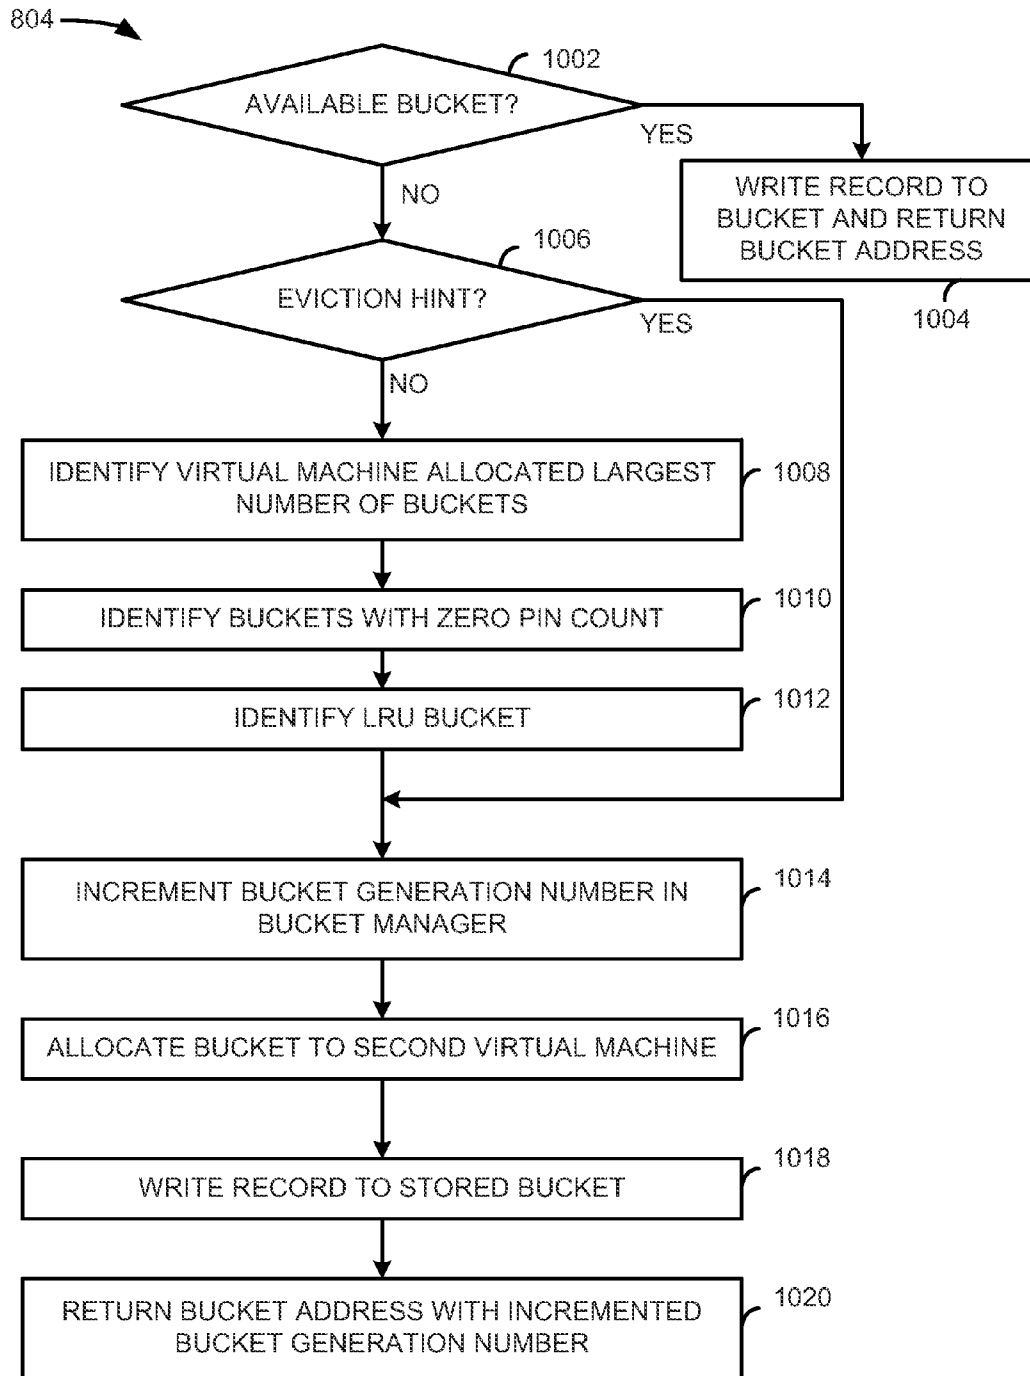 804
1002
AVAILABLE BUCKET?
YES
NO
WRITE RECORD TO
BUCKET AND RETURN
BUCKET ADDRESS
1004
1006
EVICTION HINT?
YES
NO
IDENTIFY VIRTUAL MACHINE ALLOCATED LARGEST
NUMBER OF BUCKETS
1008
IDENTIFY BUCKETS WITH ZERO PIN COUNT
1010
IDENTIFY LRU BUCKET
1012
INCREMENT BUCKET GENERATION NUMBER IN
BUCKET MANAGER
1014
ALLOCATE BUCKET TO SECOND VIRTUAL MACHINE
1016
WRITE RECORD TO STORED BUCKET
1018
RETURN BUCKET ADDRESS WITH INCREMENTED
BUCKET GENERATION NUMBER
1020